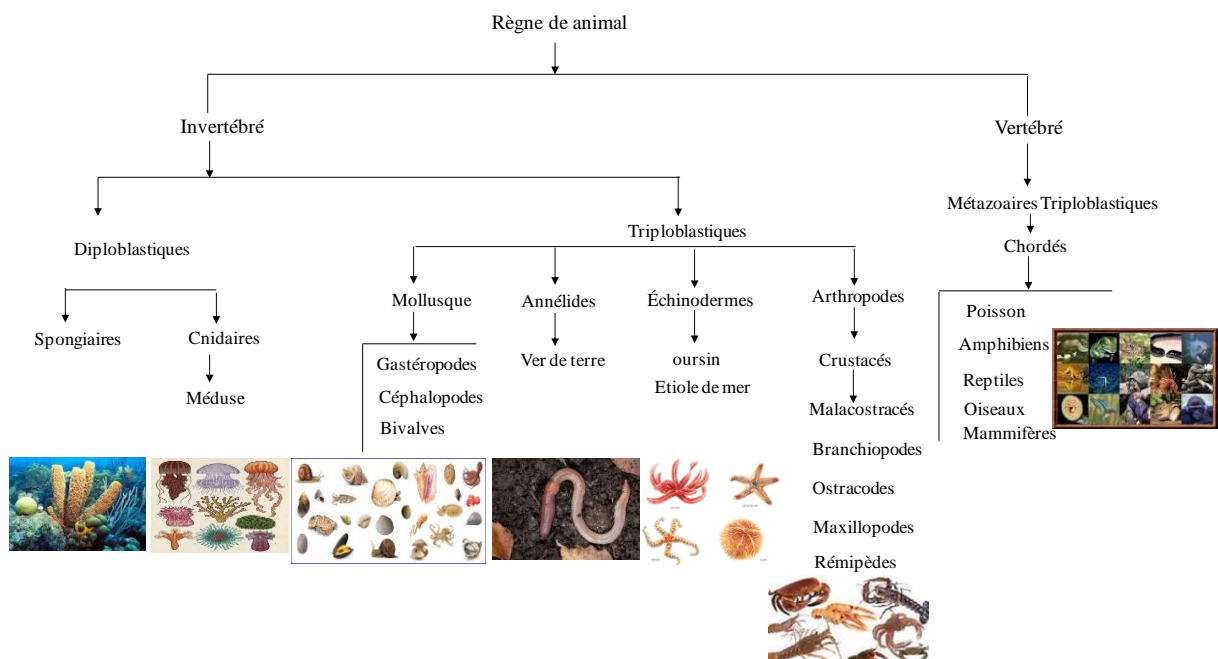 Règne de animal
Invertébré
Vertébré
Métazoaires Triploblastiques
Diploblastiques
Triploblastiques
Chordés
Mollusque
Annélides
Échinodermes
Arthropodes
Poisson
Spongiaires
Cnidaires
Gastéropodes
Ver de terre
oursin
Crustacés
Amphibiens
Méduse
Céphalopodes
Etiole de mer
Reptiles
Bivalves
Malacostracés
Oiseaux
Mammifères
Branchiopodes
Ostracodes
Maxillopodes
Rémipèdes